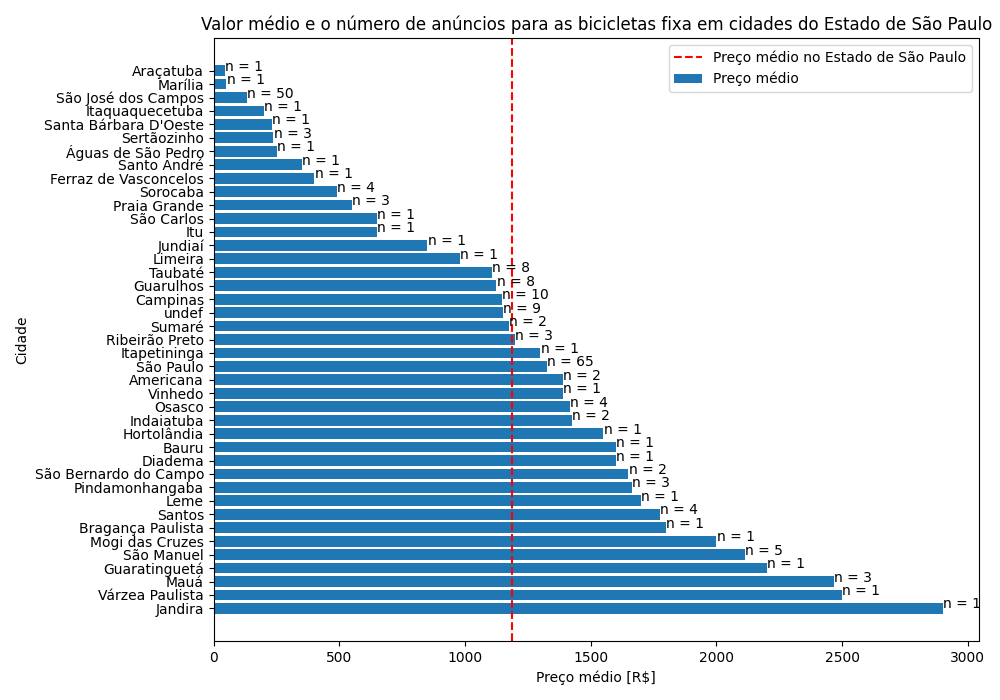 Valor médio e o número de anúncios para as bicicletas fixa em cidades do Estado de São Paulo
Preço médio no Estado de São Paulo
Preço médio
Cidade
Araçatuba n = 1
Marília n = 1
São José dos Campos n = 50
Itaquaquecetuba n = 1
Santa Bárbara D'Oeste n = 1
Sertãozinho n = 3
Águas de São Pedro n = 1
Santo André n = 1
Ferraz de Vasconcelos n = 1
Sorocaba n = 4
Praia Grande n = 3
São Carlos n = 1
Itu n = 1
Jundiaí n = 1
Limeira n = 1
Taubaté n = 8
Guarulhos n = 8
Campinas n = 10
undef n = 9
Sumaré n = 2
Ribeirão Preto n = 3
Itapetininga n = 1
São Paulo n = 65
Americana n = 2
Vinhedo n = 1
Osasco n = 4
Indaiatuba n = 2
Hortolândia n = 1
Bauru n = 1
Diadema n = 1
São Bernardo do Campo n = 2
Pindamonhangaba n = 3
Leme n = 1
Santos n = 4
Bragança Paulista n = 1
Mogi das Cruzes n = 1
São Manuel n = 5
Guaratinguetá n = 1
Mauá n = 3
Várzea Paulista n = 1
Jandira n = 1
0 500 1000 1500 2000 2500 3000
Preço médio [R$]